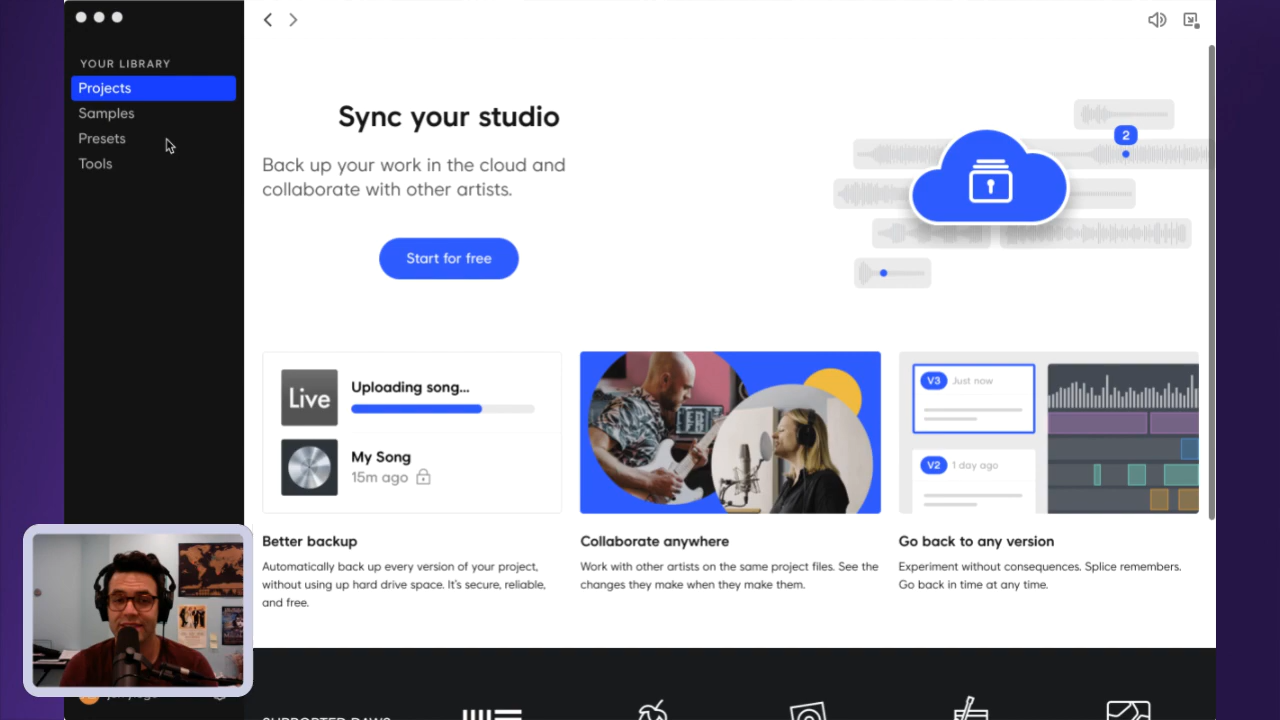 YOUR LIBRARY
Projects
Samples
Presets
Tools
Sync your studio
Back up your work in the cloud and
collaborate with other artists.
Start for free
2
Live
Uploading song...
My Song
15m ago
V3 Just now
V2 1 day ago
Better backup
Automatically back up every version of your project,
without using up hard drive space. It's secure, reliable,
and free.
Collaborate anywhere
Work with other artists on the same project files. See the
changes they make when they make them.
Go back to any version
Experiment without consequences. Splice remembers.
Go back in time at any time.
SUPPORTED DAWS